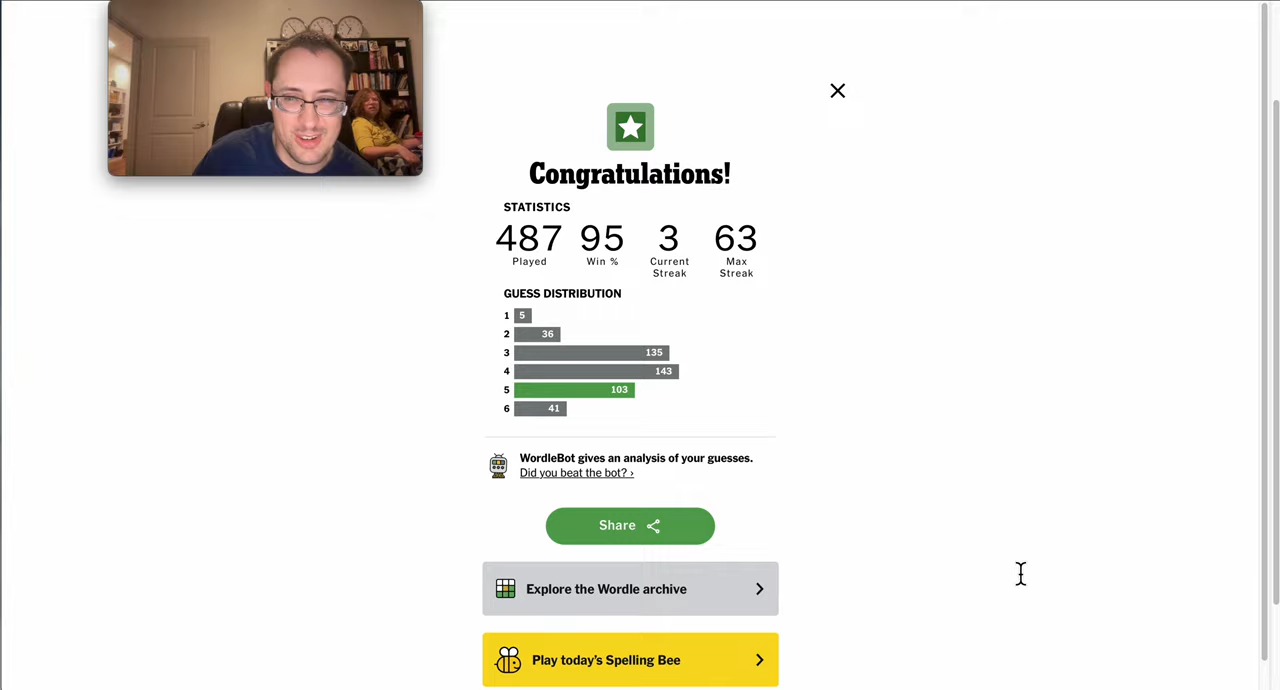 Congratulations!
STATISTICS
487 95 3 63
Played Win % Current Streak Max Streak
GUESS DISTRIBUTION
1 5
2 36
3 135
4 143
5 103
6 41
WordleBot gives an analysis of your guesses.
Did you beat the bot? ›
Share
Explore the Wordle archive
Play today’s Spelling Bee